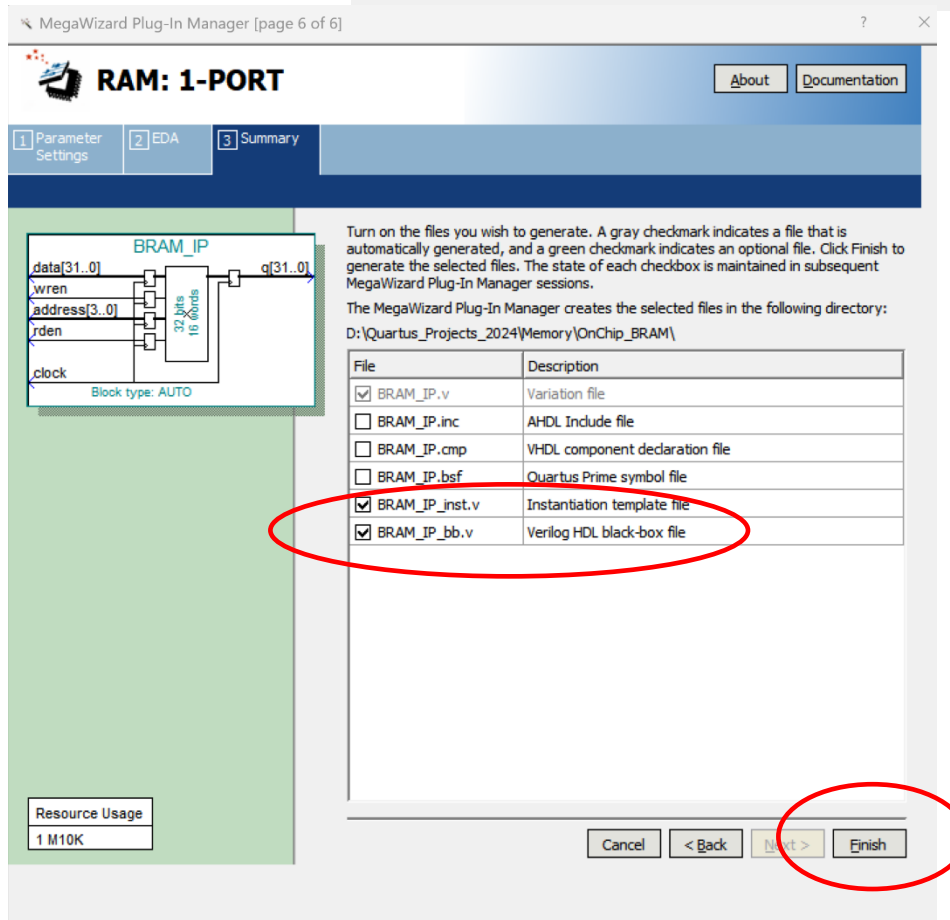 MegaWizard Plug-In Manager [page 6 of 6]
?
RAM: 1-PORT
About
Documentation
1 Parameter Settings
2 EDA
3 Summary
BRAM_IP
data[31..0]
q[31..0]
wren
address[3..0]
rden
32 bits
16 words
clock
Block type: AUTO
Turn on the files you wish to generate. A gray checkmark indicates a file that is
automatically generated, and a green checkmark indicates an optional file. Click Finish to
generate the selected files. The state of each checkbox is maintained in subsequent
MegaWizard Plug-In Manager sessions.
The MegaWizard Plug-In Manager creates the selected files in the following directory:
D:\Quartus_Projects_2024\Memory\OnChip_BRAM\
File Description
BRAM_IP.v Variation file
BRAM_IP.inc AHDL Include file
BRAM_IP.cmp VHDL component declaration file
BRAM_IP.bsf Quartus Prime symbol file
BRAM_IP_inst.v Instantiation template file
BRAM_IP_bb.v Verilog HDL black-box file
Resource Usage
1 M10K
Cancel
< Back
Next >
Finish